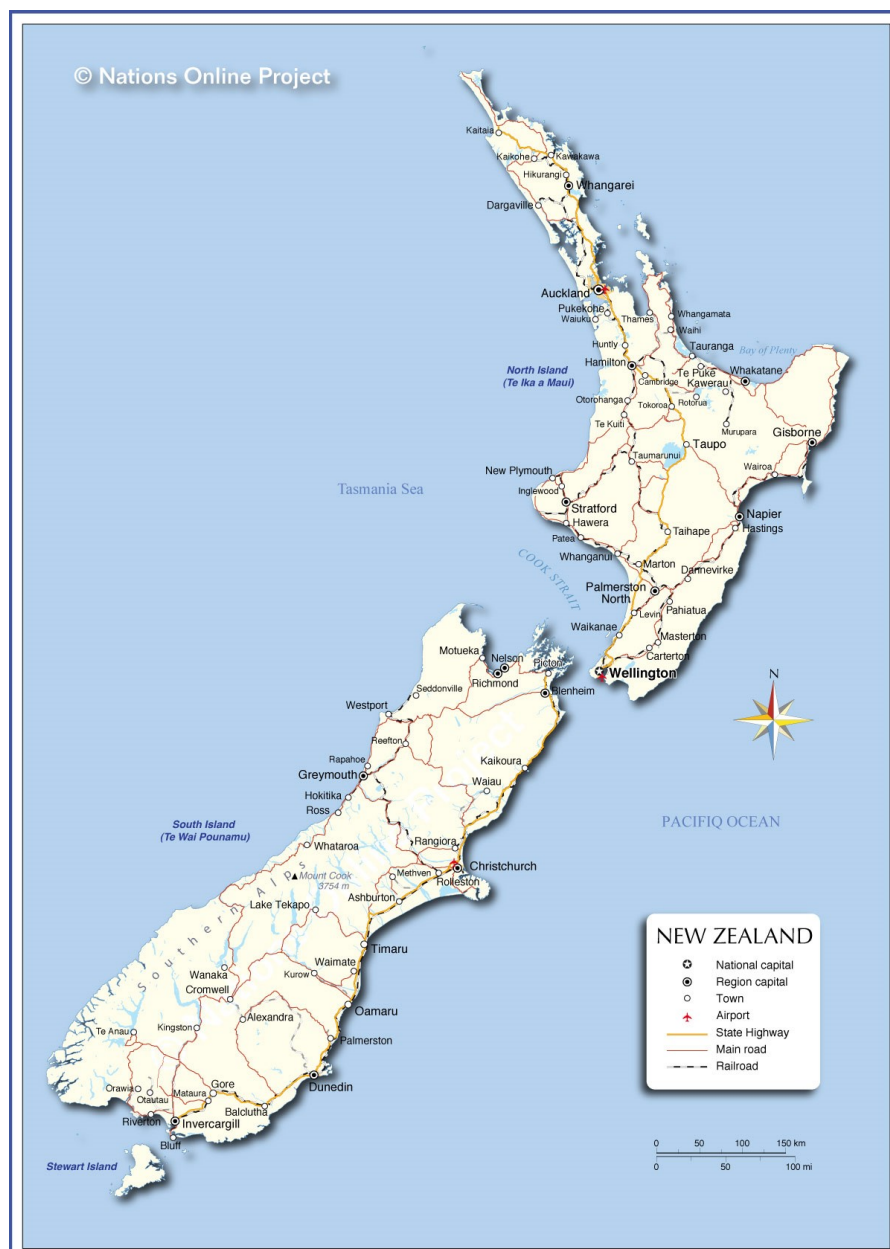 © Nations Online Project
Kaitaia
Kaikohe
Kawakawa
Hikurangi
Whangarei
Dargaville
Auckland
Pukekohe
Waiuku
Thames
Whangamata
Waihi
Huntly
Tauranga
Bay of Plenty
North Island
(Te Ika a Maui)
Hamilton
Te Puke
Whakatane
Cambridge
Kawerau
Otorohanga
Tokoroa
Rotorua
Te Kuiti
Murupara
Gisborne
Taupo
Taumarunui
New Plymouth
Wairoa
Tasmania Sea
Inglewood
Stratford
Napier
Hawera
Hastings
Patea
Taihape
Whanganui
COOK STRAIT
Marton
Dannevirke
Palmerston
North
Levin
Pahiatua
Waikanae
Masterton
Carterton
Motueka
Nelson
Picton
Wellington
Richmond
N
Seddonville
Blenheim
Westport
Reefton
Rapahoe
Kaikoura
Greymouth
Waiau
Hokitika
Ross
South Island
(Te Wai Pounamu)
PACIFIQ OCEAN
Rangiora
Whataroa
Christchurch
Mount Cook
3754 m
Methven
Rolleston
Southern Alps
Ashburton
Lake Tekapo
NEW ZEALAND
Timaru
National capital
Waimate
Wanaka
Kurow
Region capital
Cromwell
Town
Oamaru
Airport
Alexandra
Kingston
Te Anau
State Highway
Palmerston
Main road
Railroad
Dunedin
Orawia
Gore
Otautau
Mataura
Balclutha
Riverton
Invercargill
Bluff
0 50 100 150 km
Stewart Island
0 50 100 mi